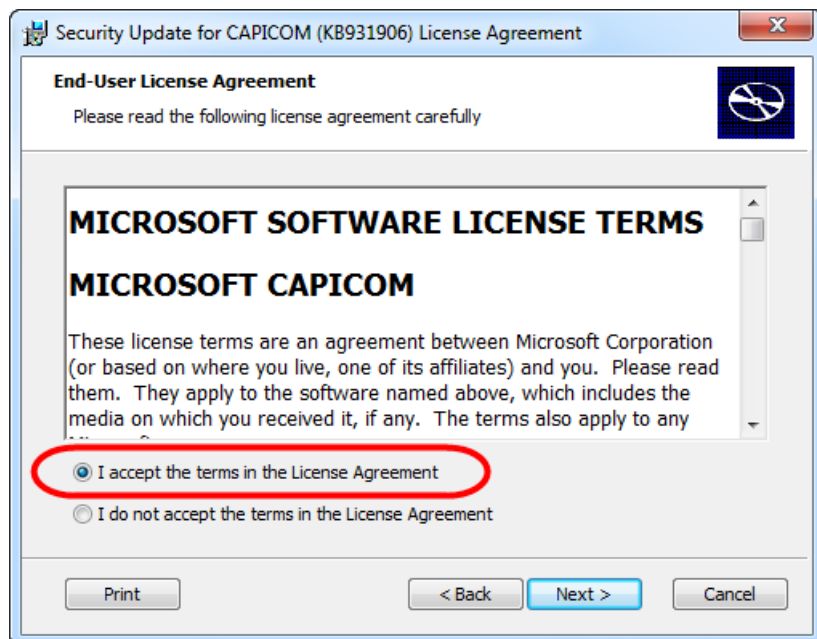 Security Update for CAPICOM (KB931906) License Agreement
End-User License Agreement
Please read the following license agreement carefully
MICROSOFT SOFTWARE LICENSE TERMS
MICROSOFT CAPICOM
These license terms are an agreement between Microsoft Corporation
(or based on where you live, one of its affiliates) and you.  Please read
them.  They apply to the software named above, which includes the
media on which you received it, if any.  The terms also apply to any
I accept the terms in the License Agreement
I do not accept the terms in the License Agreement
Print
< Back
Next >
Cancel